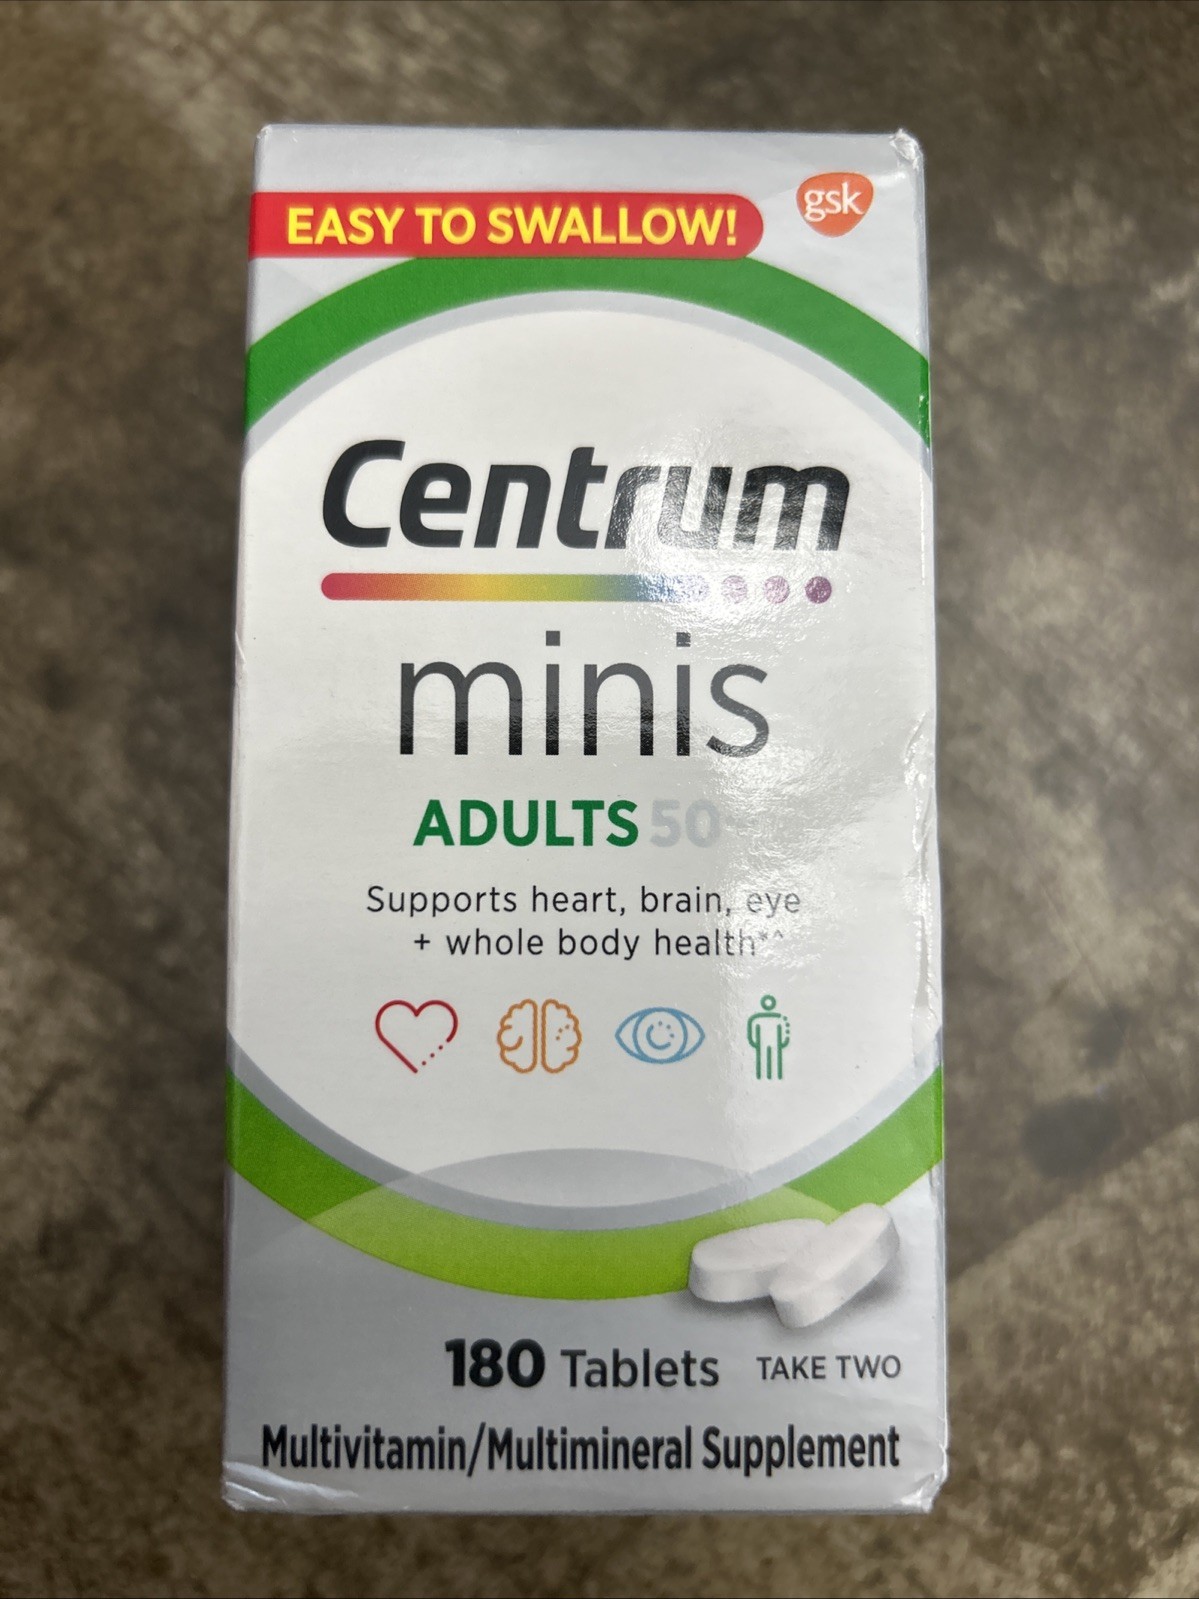 EASY TO SWALLOW!
gsk
Centrum
minis
ADULTS 50
Supports heart, brain, eye
+ whole body health*^
180 Tablets TAKE TWO
Multivitamin/Multimineral Supplement